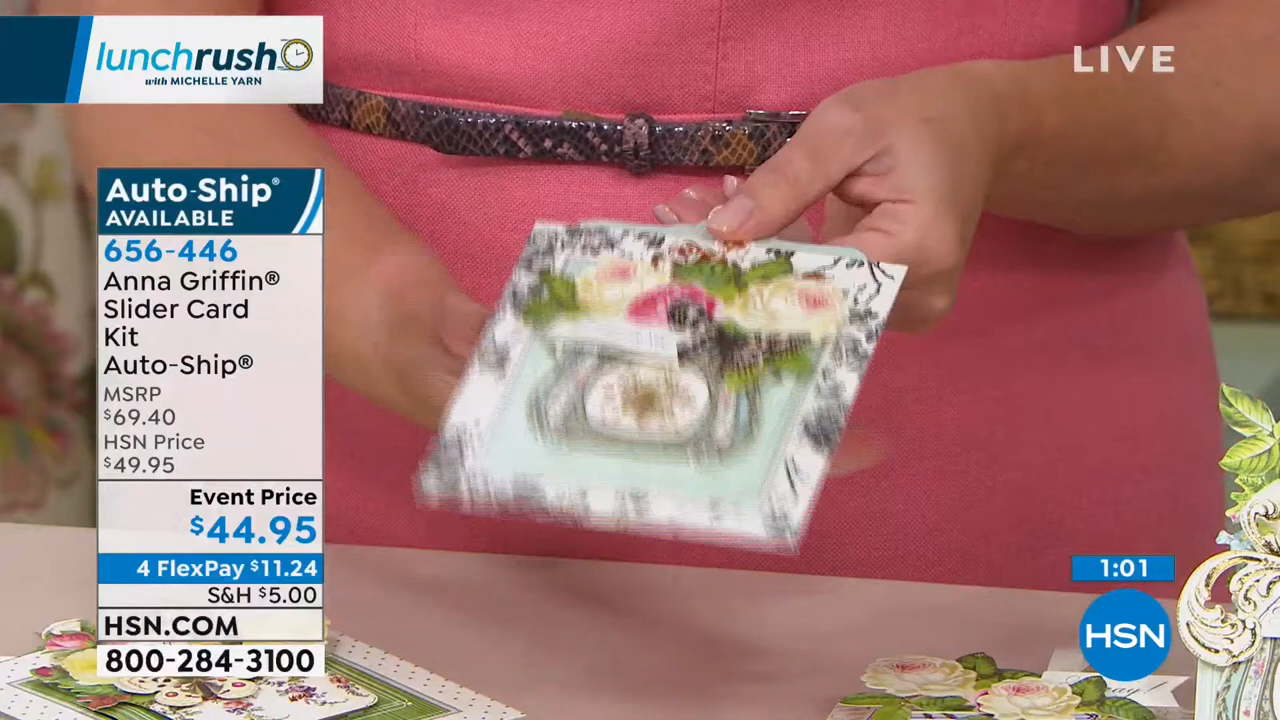 lunchrush
with MICHELLE YARN
LIVE
Auto-Ship®
AVAILABLE
656-446
Anna Griffin®
Slider Card
Kit
Auto-Ship®
MSRP
$69.40
HSN Price
$49.95
Event Price
$44.95
4 FlexPay $11.24
S&H $5.00
HSN.COM
800-284-3100
1:01
HSN